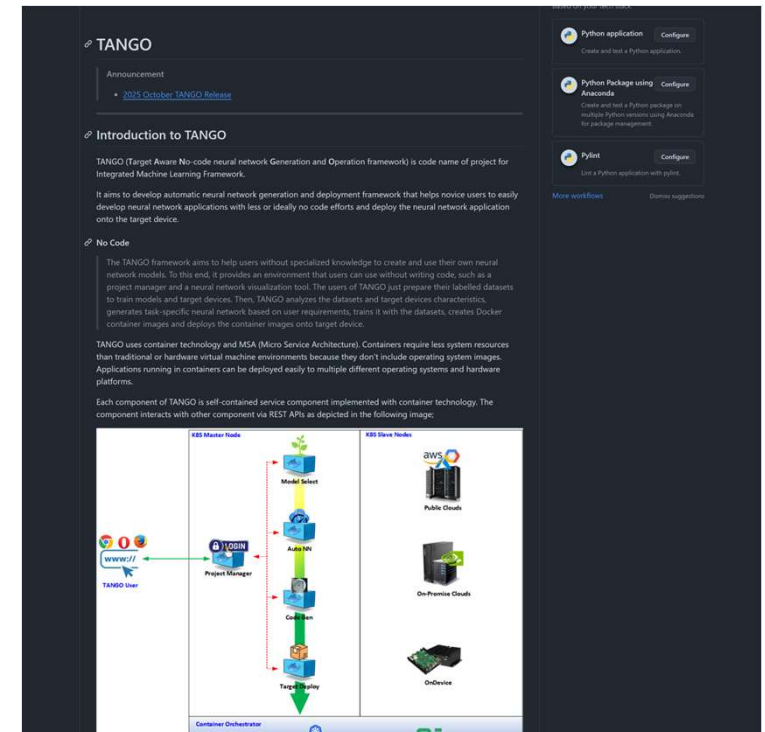 TANGO
Announcement
2025 October TANGO Release
Introduction to TANGO
TANGO (Target Aware No-code neural network Generation and Operation framework) is code name of project for
Integrated Machine Learning Framework.
It aims to develop automatic neural network generation and deployment framework that helps novice users to easily
develop neural network applications with less or ideally no code efforts and deploy the neural network application
onto the target device.
No Code
The TANGO framework aims to help users without specialized knowledge to create and use their own neural
network models. To this end, it provides an environment that users can use without writing code, such as a
project manager and a neural network visualization tool. The users of TANGO just prepare their labelled datasets
to train models and target devices. Then, TANGO analyzes the datasets and target devices characteristics,
generates task-specific neural network based on user requirements, trains it with the datasets, creates Docker
container images and deploys the container images onto target device.
TANGO uses container technology and MSA (Micro Service Architecture). Containers require less system resources
than traditional or hardware virtual machine environments because they don't include operating system images.
Applications running in containers can be deployed easily to multiple different operating systems and hardware
platforms.
Each component of TANGO is self-contained service component implemented with container technology. The
component interacts with other component via REST APIs as depicted in the following image;
K8S Master Node
Model Select
Auto NN
LOGIN
Project Manager
www://
TANGO User
Code Gen
Target Deploy
K8S Slave Nodes
aws
Public Clouds
On-Promise Clouds
OnDevice
Container Orchestrator
based on your tech stack.
Python application
Configure
Create and test a Python application.
Python Package using
Anaconda
Configure
Create and test a Python package on
multiple Python versions using Anaconda
for package management.
Pylint
Configure
Lint a Python application with pylint.
More workflows
Dismiss suggestions